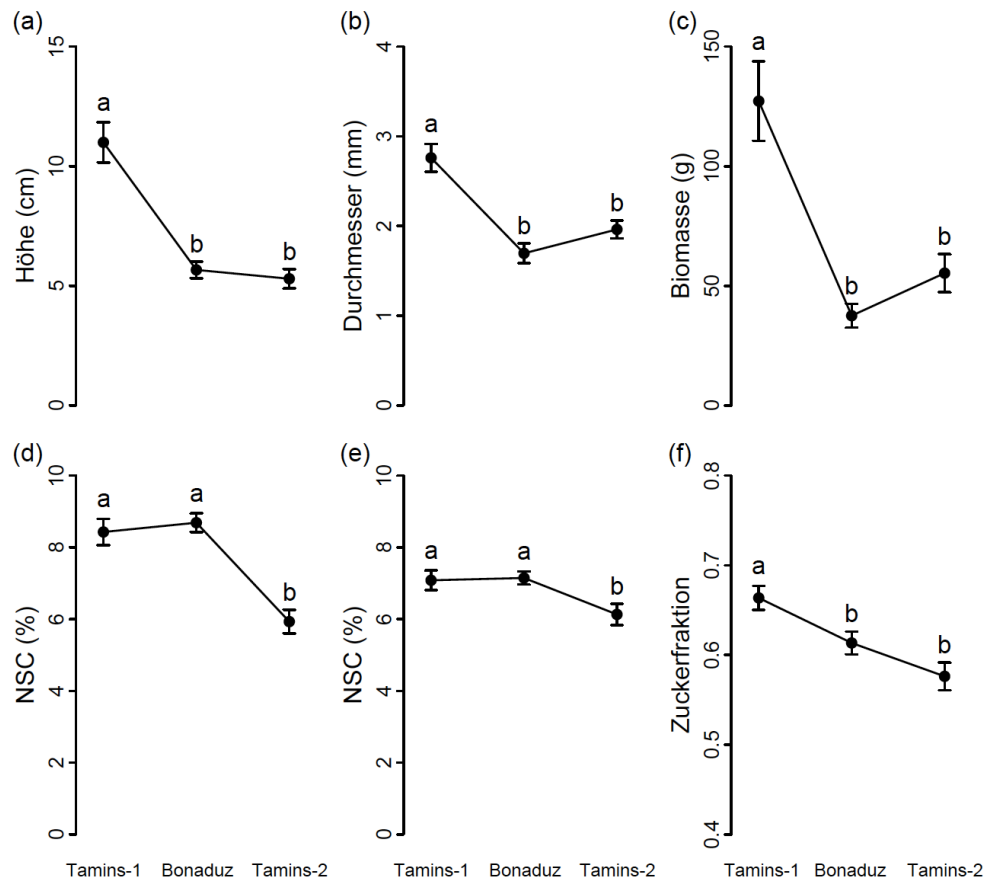 (a)
Höhe (cm)
15
10
5
0
a
b
b
(b)
Durchmesser (mm)
4
3
2
1
0
a
b
b
(c)
Biomasse (g)
150
100
50
0
a
b
b
(d)
NSC (%)
10
8
6
4
2
0
a
a
b
Tamins-1 Bonaduz Tamins-2
(e)
NSC (%)
10
8
6
4
2
0
a
a
b
Tamins-1 Bonaduz Tamins-2
(f)
Zuckerfraktion
0.8
0.7
0.6
0.5
0.4
a
b
b
Tamins-1 Bonaduz Tamins-2